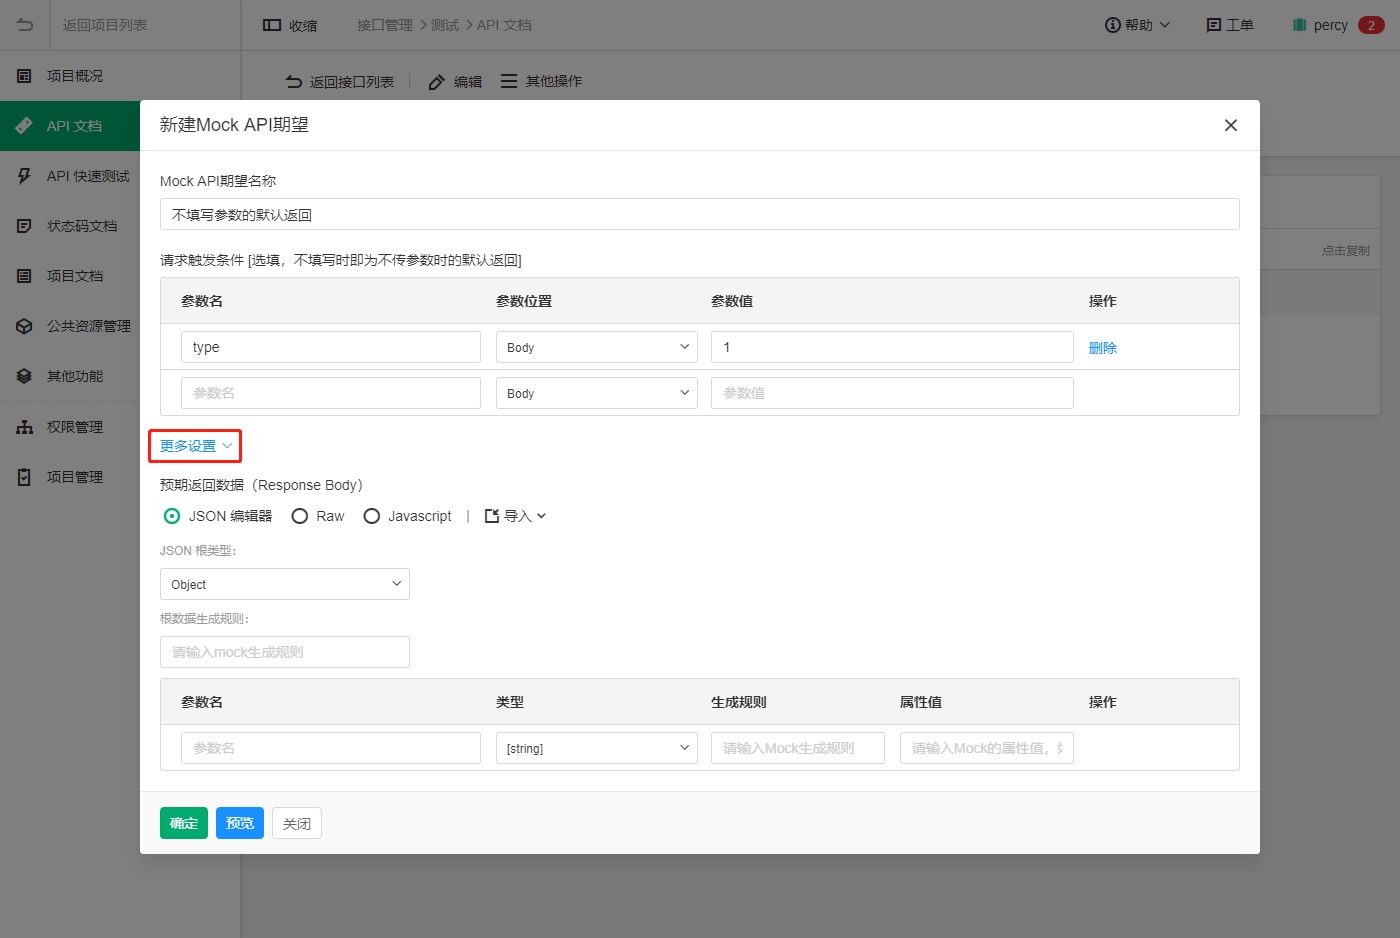 返回项目列表
收缩
接口管理 > 测试 > API 文档
帮助
工单
percy
2
项目概况
API 文档
API 快速测试
状态码文档
项目文档
公共资源管理
其他功能
权限管理
项目管理
返回接口列表
编辑
其他操作
点击复制
新建Mock API期望
Mock API期望名称
不填写参数的默认返回
请求触发条件 [选填，不填写时即为不传参数时的默认返回]
参数名 参数位置 参数值 操作
type Body 1 删除
参数名 Body 参数值
更多设置
预期返回数据（Response Body）
JSON 编辑器 Raw Javascript | 导入
JSON 根类型：
Object
根数据生成规则：
请输入mock生成规则
参数名 类型 生成规则 属性值 操作
参数名 [string] 请输入Mock生成规则 请输入Mock的属性值，
确定 预览 关闭